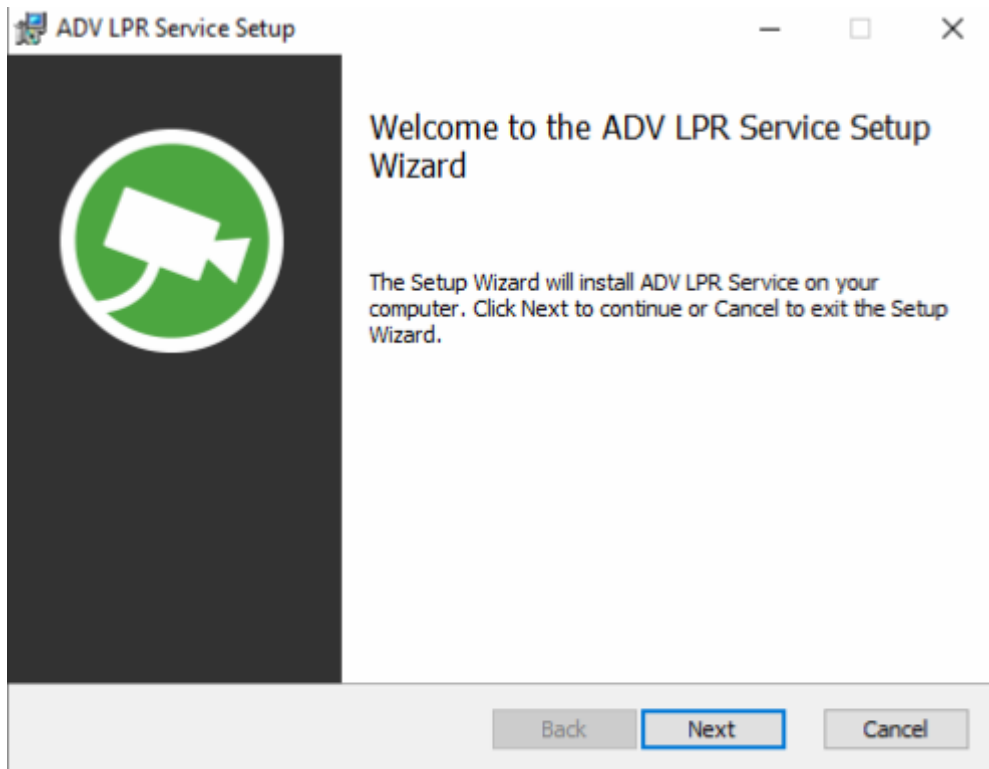 ADV LPR Service Setup
Welcome to the ADV LPR Service Setup
Wizard
The Setup Wizard will install ADV LPR Service on your
computer. Click Next to continue or Cancel to exit the Setup
Wizard.
Back Next Cancel